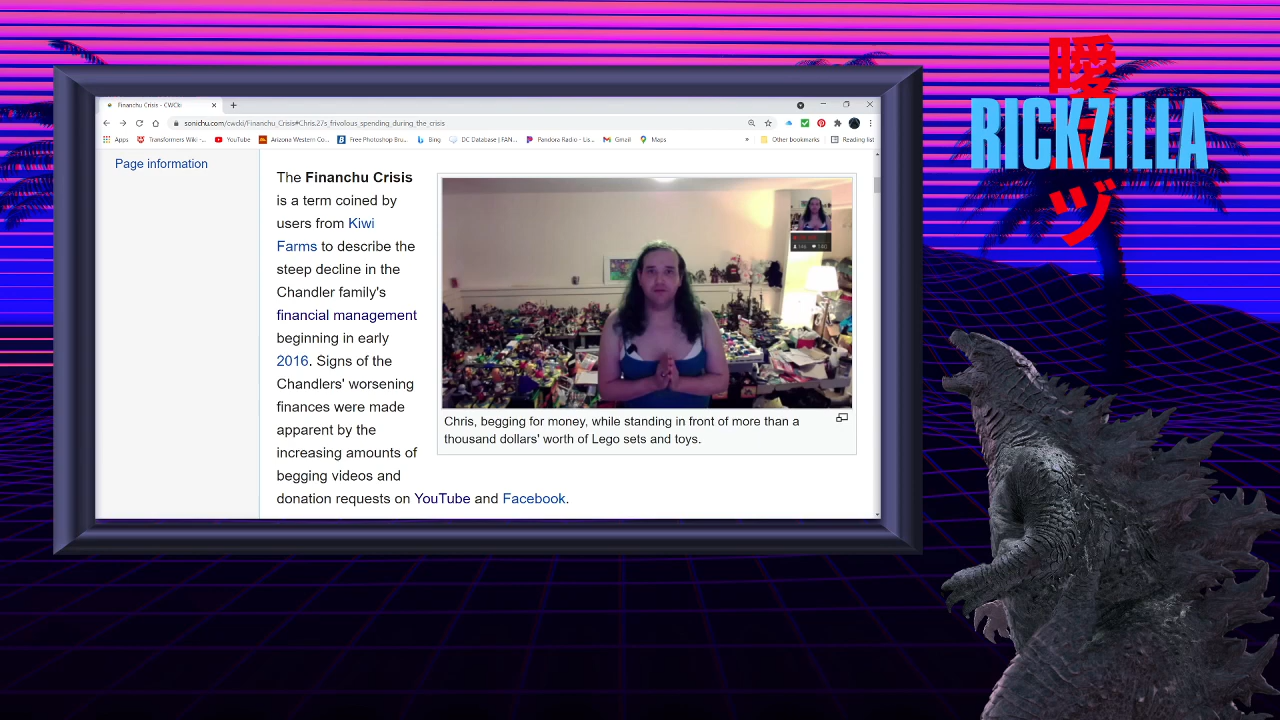 Financhu Crisis - CWCki
sonichu.com/cwcki/Financhu_Crisis#Chris.27s_frivolous_spending_during_the_crisis
Apps
Transformers Wiki -...
YouTube
Arizona Western Co...
Free Photoshop Bru...
Bing
DC Database | FAN...
Pandora Radio – Lis...
Gmail
Maps
»
Other bookmarks
Reading list
Page information
The Financhu Crisis
is a term coined by
users from Kiwi
Farms to describe the
steep decline in the
Chandler family's
financial management
beginning in early
2016. Signs of the
Chandlers' worsening
finances were made
apparent by the
increasing amounts of
begging videos and
donation requests on YouTube and Facebook.
Chris, begging for money, while standing in front of more than a
thousand dollars' worth of Lego sets and toys.
RICKZILLA